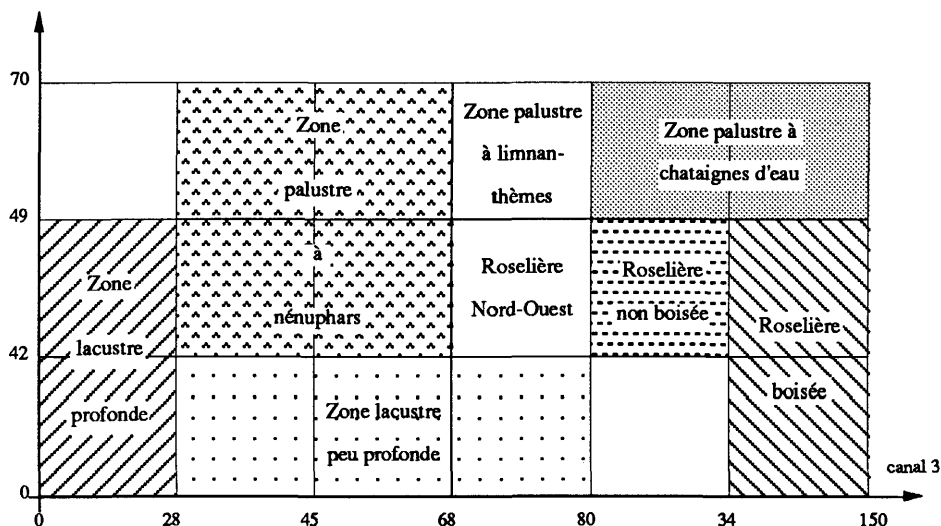 70
Zone
palustre
à
nénuphars
Zone palustre
à limnan-
thèmes
Zone palustre à
chataignes d'eau
49
Zone
lacustre
profonde
Roselière
Nord-Ouest
Roselière
non boisée
Roselière
boisée
42
Zone lacustre
peu profonde
canal 3
0
0 28 45 68 80 34 150